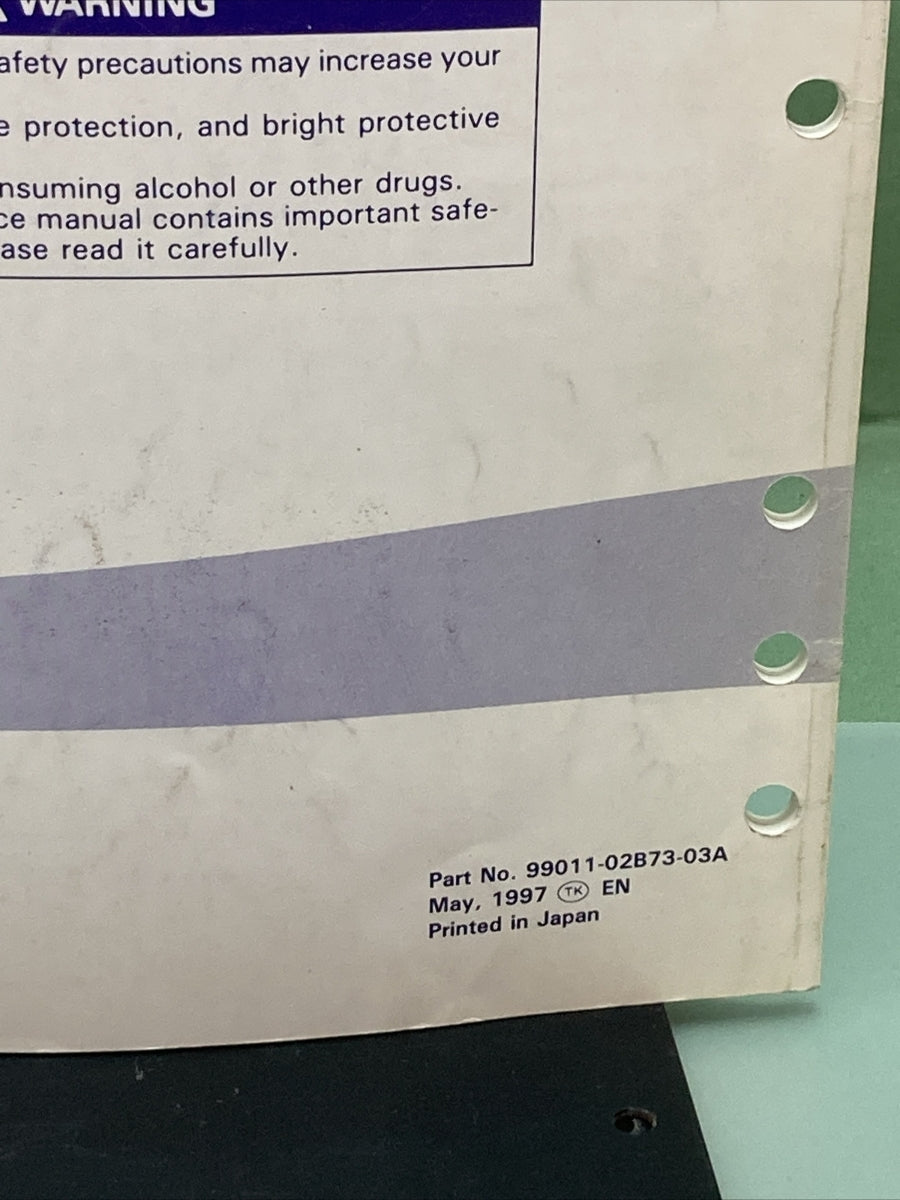 WARNING
afety precautions may increase your
e protection, and bright protective
nsuming alcohol or other drugs.
ce manual contains important safe-
ase read it carefully.
Part No. 99011-02B73-03A
May, 1997 TK EN
Printed in Japan